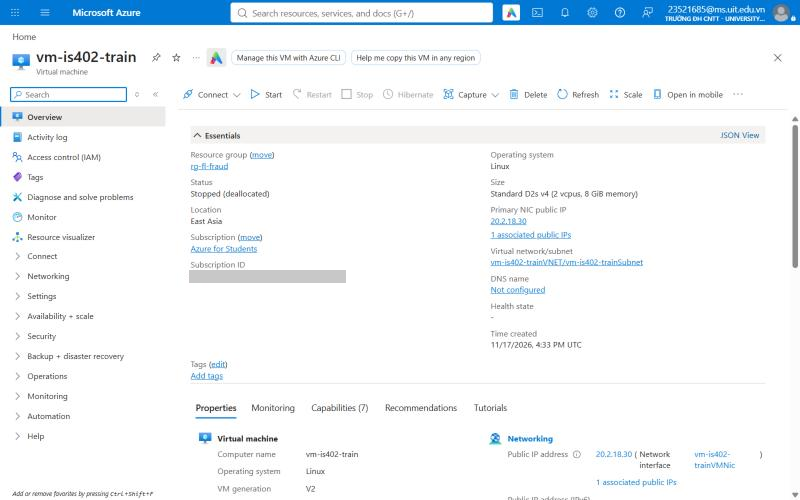 Microsoft Azure
Search resources, services, and docs (G+/)
23521685@ms.uit.edu.vn
TRƯỜNG ĐH CNTT - UNIVERSITY...
Home
vm-is402-train
Virtual machine
Manage this VM with Azure CLI
Help me copy this VM in any region
Search
Connect
Start
Restart
Stop
Hibernate
Capture
Delete
Refresh
Scale
Open in mobile
Overview
Activity log
Access control (IAM)
Tags
Diagnose and solve problems
Monitor
Resource visualizer
Connect
Networking
Settings
Availability + scale
Security
Backup + disaster recovery
Operations
Monitoring
Automation
Help
Add or remove favorites by pressing Ctrl+Shift+F
Essentials
JSON View
Resource group (move)
rg-fl-fraud
Status
Stopped (deallocated)
Location
East Asia
Subscription (move)
Azure for Students
Subscription ID
Operating system
Linux
Size
Standard D2s v4 (2 vcpus, 8 GiB memory)
Primary NIC public IP
20.2.18.30
1 associated public IPs
Virtual network/subnet
vm-is402-trainVNET/vm-is402-trainSubnet
DNS name
Not configured
Health state
-
Time created
11/17/2026, 4:33 PM UTC
Tags (edit)
Add tags
Properties
Monitoring
Capabilities (7)
Recommendations
Tutorials
Virtual machine
Computer name vm-is402-train
Operating system Linux
VM generation V2
Networking
Public IP address 20.2.18.30 ( Network interface vm-is402-trainVMNic )
1 associated public IPs
Public IP address (IPv6)